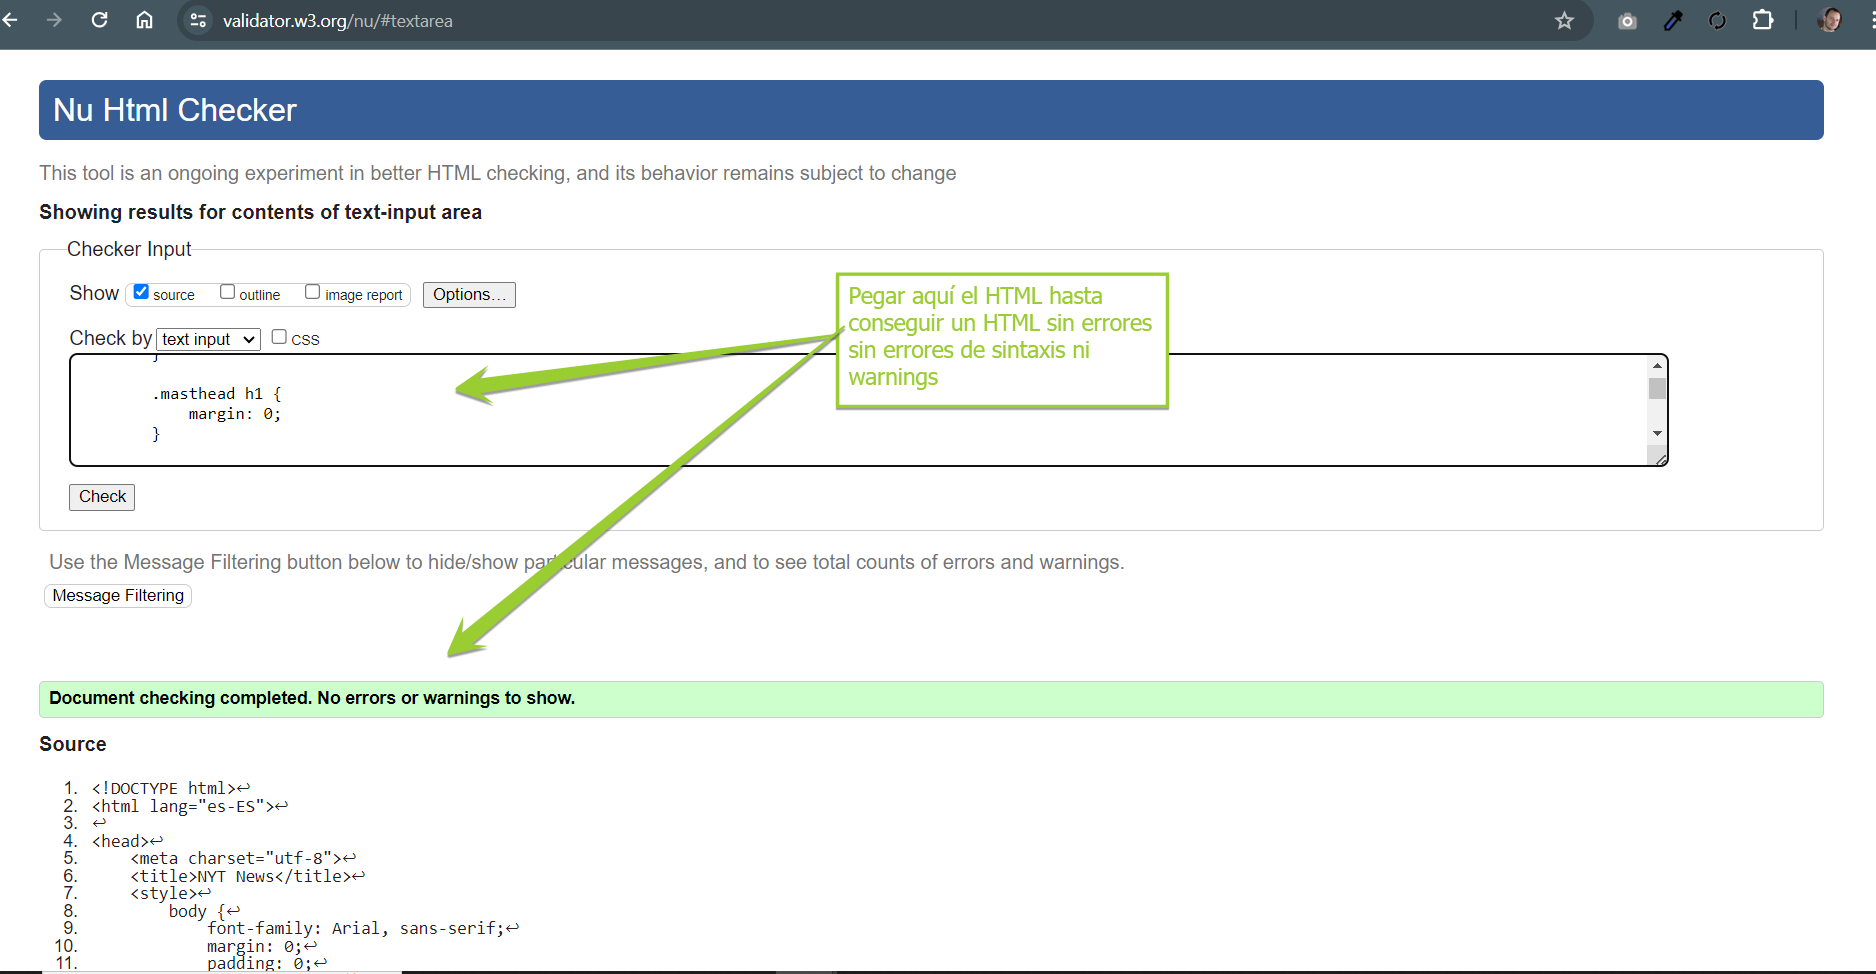 validator.w3.org/nu/#textarea
Nu Html Checker
This tool is an ongoing experiment in better HTML checking, and its behavior remains subject to change
Showing results for contents of text-input area
Checker Input
Show source outline image report Options...
Check by text input CSS
}
.masthead h1 {
margin: 0;
}
Pegar aquí el HTML hasta
conseguir un HTML sin errores
sin errores de sintaxis ni
warnings
Check
Use the Message Filtering button below to hide/show particular messages, and to see total counts of errors and warnings.
Message Filtering
Document checking completed. No errors or warnings to show.
Source
1. <!DOCTYPE html>↩
2. <html lang="es-ES">↩
3. ↩
4. <head>↩
5. <meta charset="utf-8">↩
6. <title>NYT News</title>↩
7. <style>↩
8. body {↩
9. font-family: Arial, sans-serif;↩
10. margin: 0;↩
11. padding: 0;↩